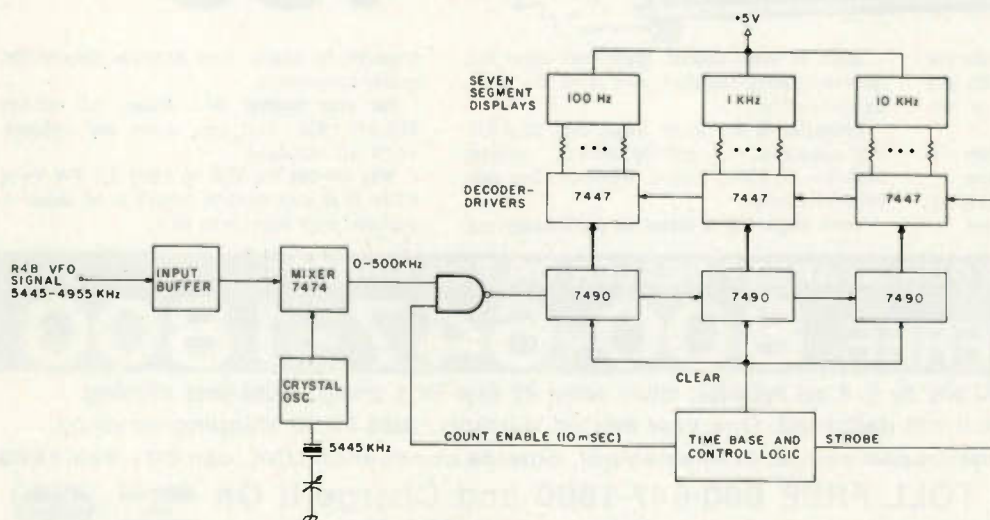 +5V
SEVEN
SEGMENT
DISPLAYS
100 Hz
1 KHz
10 KHz
DECODER-
DRIVERS
7447
7447
7447
R4B VFO
SIGNAL
5445-4955 KHz
INPUT
BUFFER
MIXER
7474
0-500KHz
7490
7490
7490
CRYSTAL
OSC.
CLEAR
5445 KHz
COUNT ENABLE (10 mSEC)
TIME BASE AND
CONTROL LOGIC
STROBE